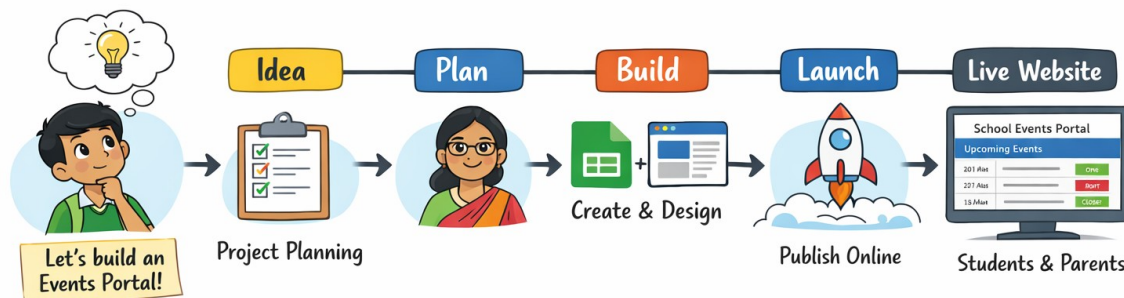 Idea
Plan
Build
Launch
Live Website
Let's build an
Events Portal!
Project Planning
Create & Design
Publish Online
School Events Portal
Upcoming Events
Students & Parents